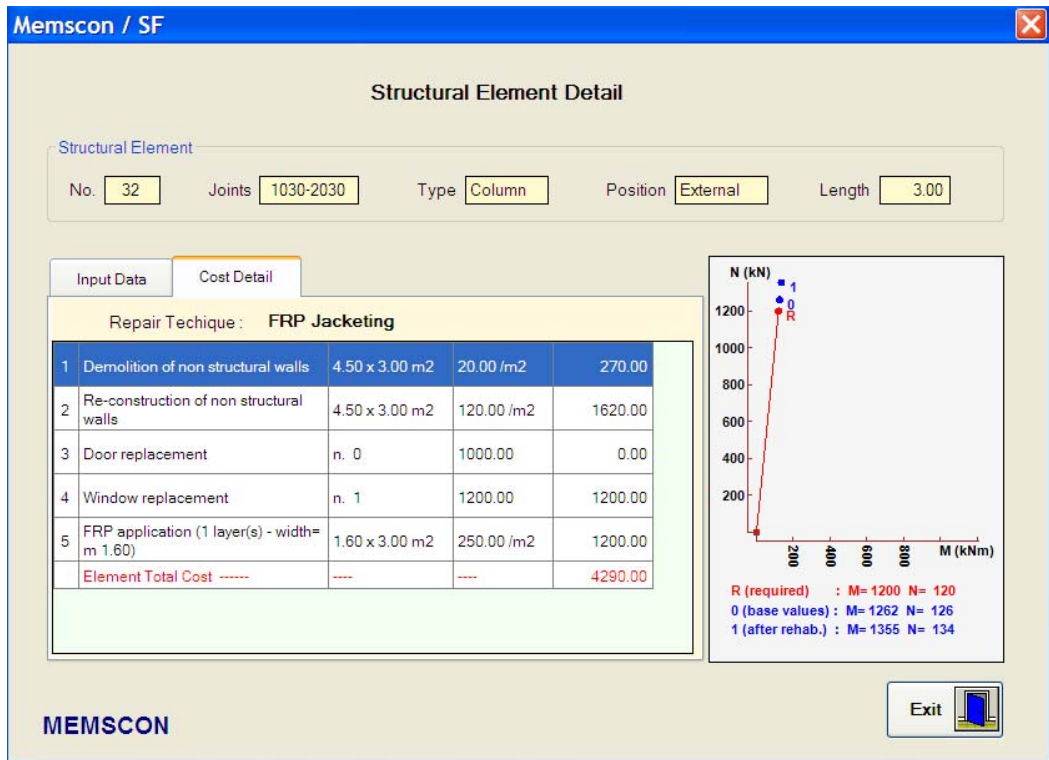 Memscon / SF
Structural Element Detail
Structural Element
No. 32 Joints 1030-2030 Type Column Position External Length 3.00
Input Data Cost Detail
Repair Techique : FRP Jacketing
1 Demolition of non structural walls 4.50 x 3.00 m2 20.00 /m2 270.00
2 Re-construction of non structural
walls 4.50 x 3.00 m2 120.00 /m2 1620.00
3 Door replacement n. 0 1000.00 0.00
4 Window replacement n. 1 1200.00 1200.00
5 FRP application (1 layer(s) - width=
m 1.60) 1.60 x 3.00 m2 250.00 /m2 1200.00
Element Total Cost ------ ---- ---- 4290.00
N (kN)
1
0
R
1200
1000
800
600
400
200
200 400 600 800 M (kNm)
R (required) : M= 1200 N= 120
0 (base values) : M= 1262 N= 126
1 (after rehab.) : M= 1355 N= 134
MEMSCON
Exit